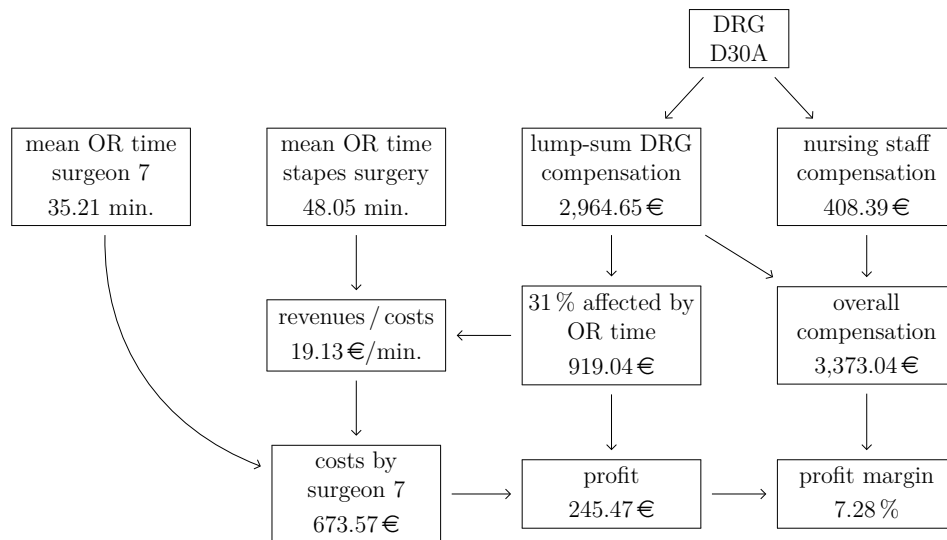 DRG
D30A
mean OR time
surgeon 7
35.21 min.
mean OR time
stapes surgery
48.05 min.
lump-sum DRG
compensation
2,964.65 €
nursing staff
compensation
408.39 €
revenues / costs
19.13 €/min.
31 % affected by
OR time
919.04 €
overall
compensation
3,373.04 €
costs by
surgeon 7
673.57 €
profit
245.47 €
profit margin
7.28 %